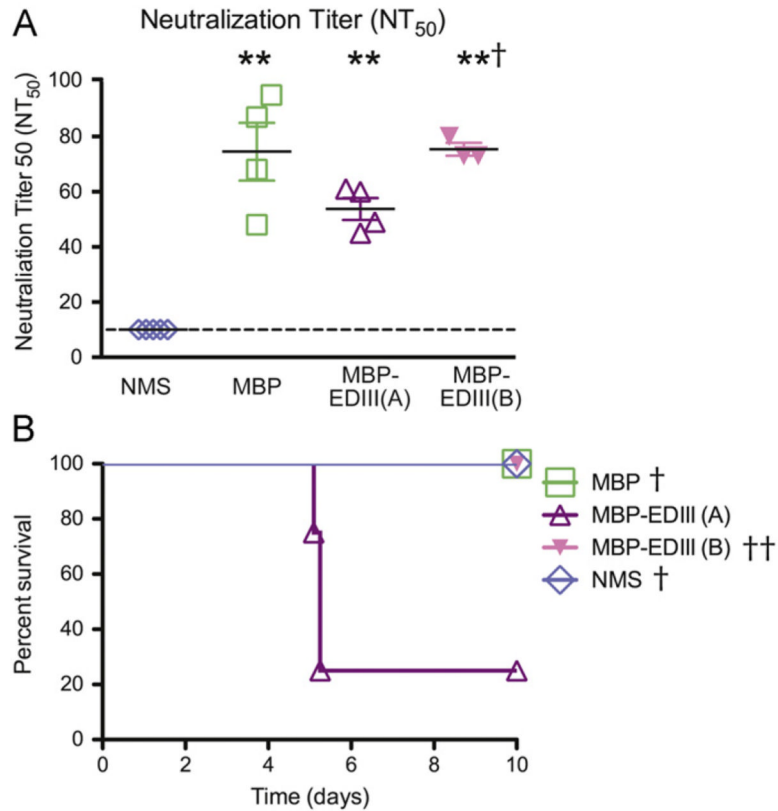 A
Neutralization Titer (NT50)
** ** **†
Neutraliation Titer 50 (NT50)
100
80
60
40
20
0
NMS MBP MBP-EDIII(A) MBP-EDIII(B)
B
Percent survival
100
80
60
40
20
0
0 2 4 6 8 10
Time (days)
MBP †
MBP-EDIII (A)
MBP-EDIII (B) ††
NMS †